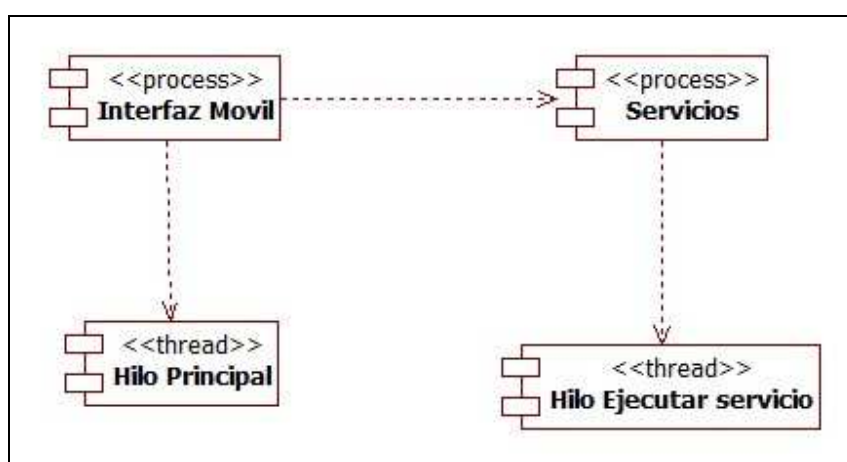 <<process>>
Interfaz Movil
<<process>>
Servicios
<<thread>>
Hilo Principal
<<thread>>
Hilo Ejecutar servicio